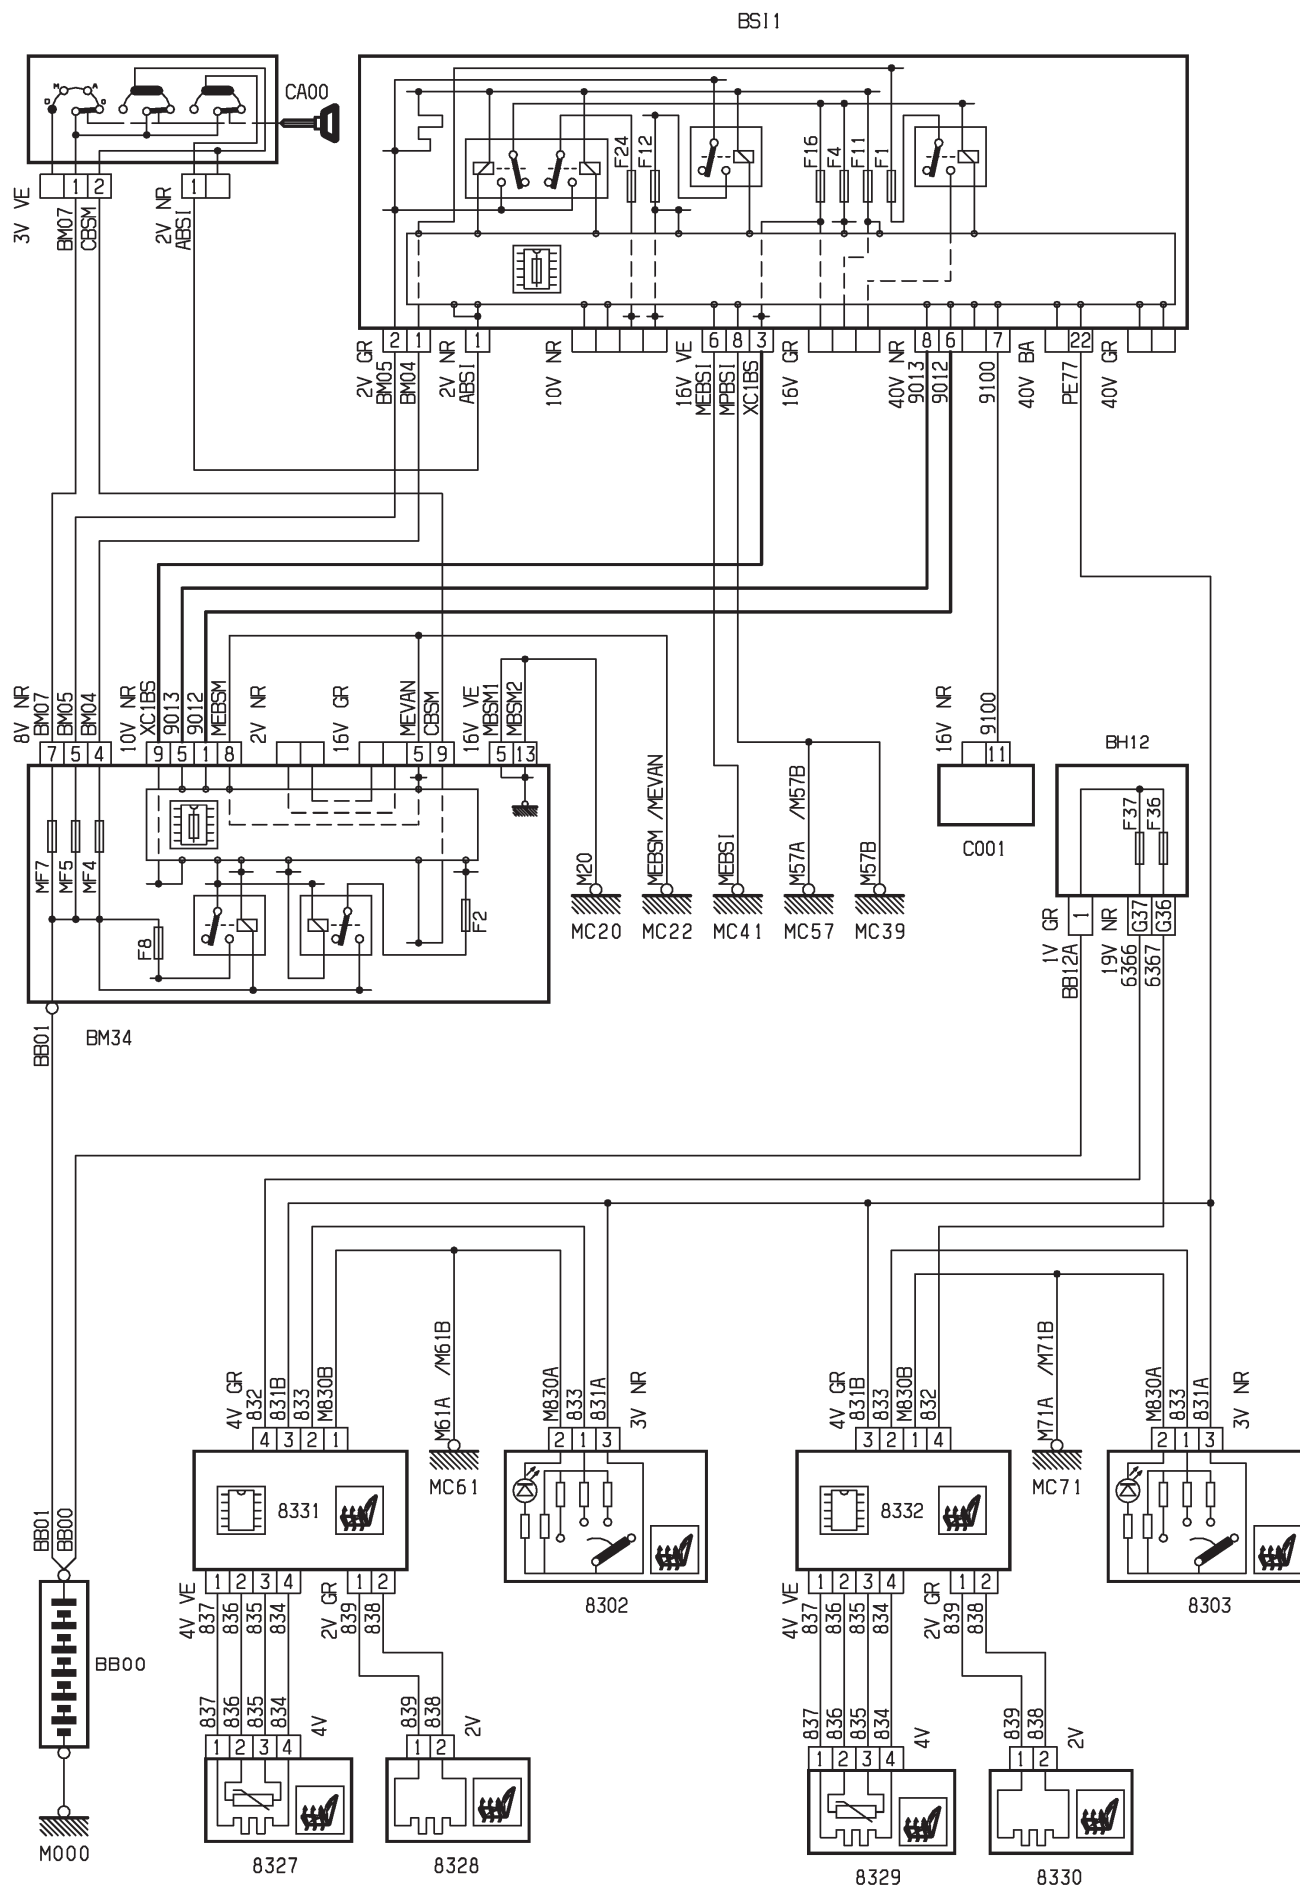 BSI1
M A
D D
CA00
F24 F12 F16 F4 F11 F1
3V VE 1 2 2V NR 1
BM07 CBSM ABSI
2 1 1 6 8 3 8 6 7 22
2V GR BM05 BM04 2V NR ABSI 10V NR 16V VE MEBSI MPBSI XC1BS 16V GR 40V NR 9013 9012 9100 40V BA PE77 40V GR
8V NR BM07 BM05 BM04 10V NR XC1BS 9013 9012 MEBSM 2V NR 16V GR MEVAN CBSM 16V VE MBSM1 MBSM2 16V NR 9100
BH12
7 5 4 9 5 1 8 5 9 5 13 11
F37 F36
MF7 MF5 MF4 C001
M20 MEBSM /MEVAN MEBSI M57A /M57B M57B
F8 F2
MC20 MC22 MC41 MC57 MC39
1V GR 1 19V NR G37 G36
BB12A 6366 6367
BM34
BB01
4V GR 832 831B 833 M830B M61A /M61B M830A 833 831A 3V NR
4V GR 831B 833 M830B 832 M71A /M71B M830A 833 831A 3V NR
4 3 2 1 2 1 3 3 2 1 4 2 1 3
MC61 MC71
8331 8332
BB01 BB00
1 2 3 4 1 2 1 2 3 4 1 2
8302 8303
4V VE 837 836 835 834 2V GR 839 838
4V VE 837 836 835 834 2V GR 839 838
BB00
837 836 835 834 4V 839 838 2V
837 836 835 834 4V 839 838 2V
1 2 3 4 1 2 1 2 3 4 1 2
M000
8327 8328 8329 8330